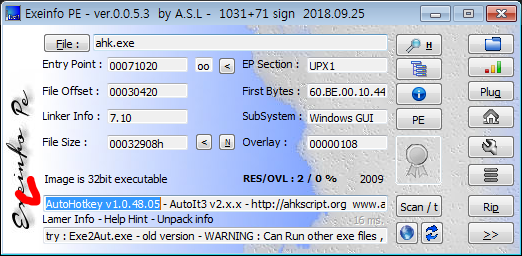 Exeinfo PE - ver.0.0.5.3 by A.S.L - 1031+71 sign 2018.09.25
File : ahk.exe H
Entry Point : 00071020 oo < EP Section : UPX1
File Offset : 00030420 First Bytes : 60.BE.00.10.44 Plug
Linker Info : 7.10 SubSystem : Windows GUI PE
File Size : 00032908h < N Overlay : 00000108
Image is 32bit executable RES/OVL : 2 / 0 % 2009
AutoHotkey v1.0.48.05 - AutoIt3 v2.x.x - http://ahkscript.org www.a Scan / t Rip
Lamer Info - Help Hint - Unpack info 16 ms.
try : Exe2Aut.exe - old version - WARNING : Can Run other exe files , >>
Exeinfo Pe